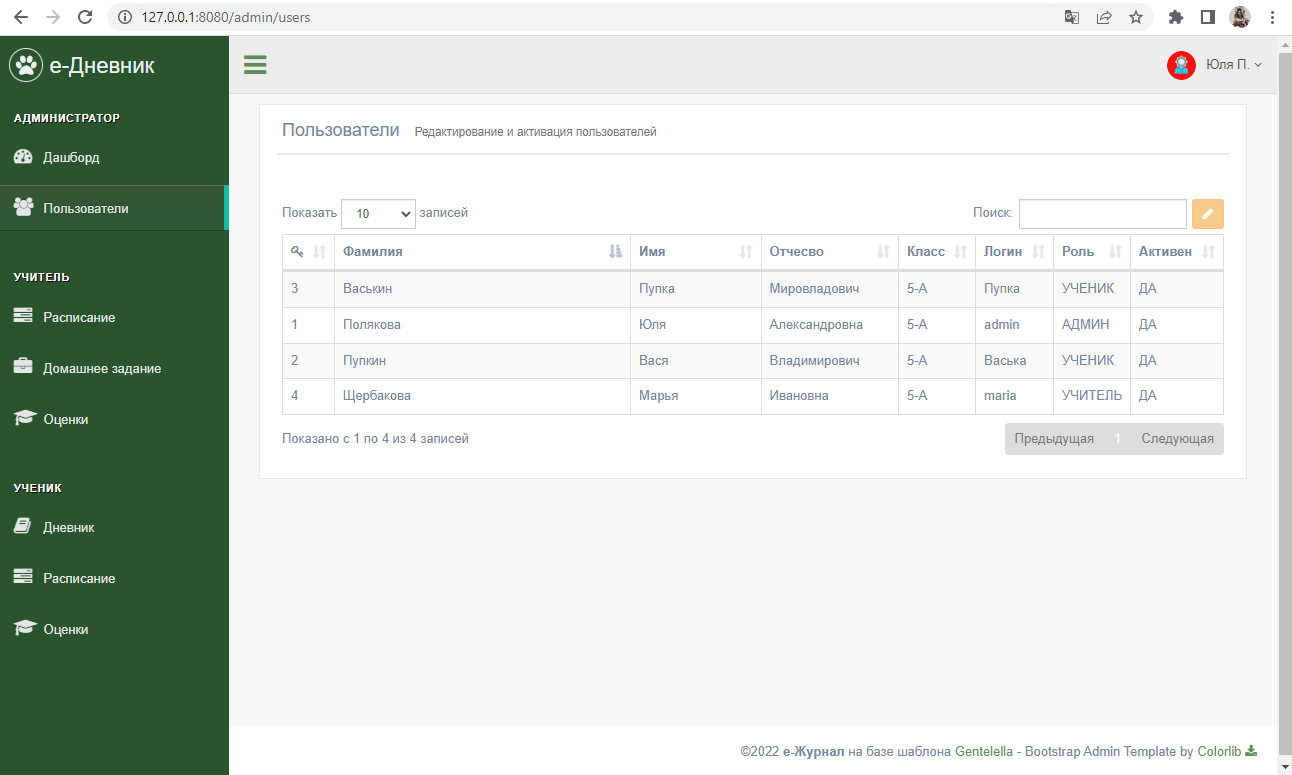 127.0.0.1:8080/admin/users
е-Дневник
Юля П.
АДМИНИСТРАТОР
Дашборд
Пользователи
УЧИТЕЛЬ
Расписание
Домашнее задание
Оценки
УЧЕНИК
Дневник
Расписание
Оценки
Пользователи Редактирование и активация пользователей
Показать 10 записей Поиск:
Фамилия Имя Отчесво Класс Логин Роль Активен
3 Васькин Пупка Мировладович 5-А Пупка УЧЕНИК ДА
1 Полякова Юля Александровна 5-А admin АДМИН ДА
2 Пупкин Вася Владимирович 5-А Васька УЧЕНИК ДА
4 Щербакова Марья Ивановна 5-А maria УЧИТЕЛЬ ДА
Показано с 1 по 4 из 4 записей Предыдущая 1 Следующая
©2022 е-Журнал на базе шаблона Gentelella - Bootstrap Admin Template by Colorlib